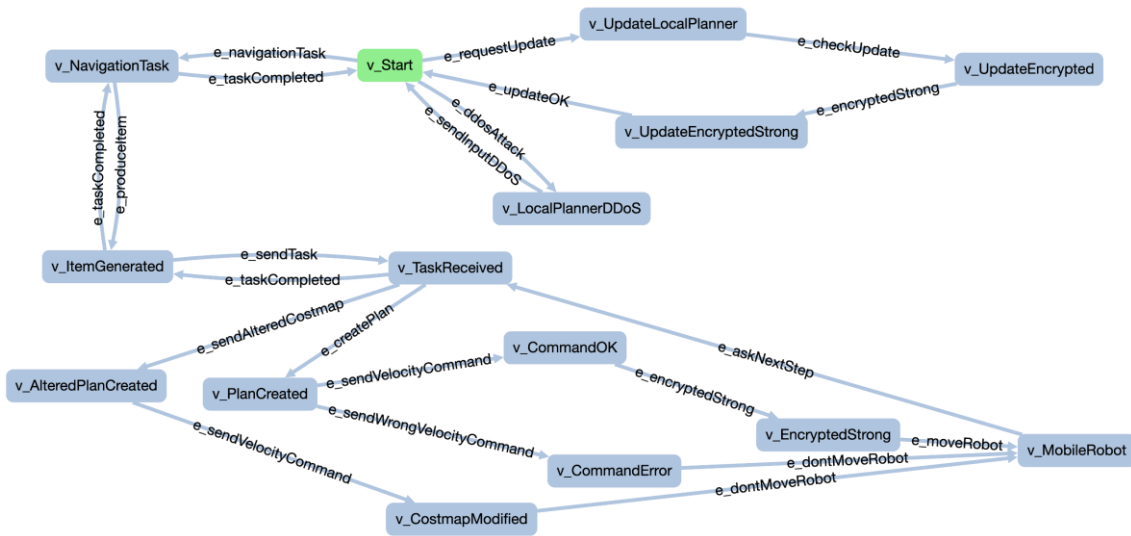 v_UpdateLocalPlanner
e_navigationTask
e_requestUpdate
e_checkUpdate
v_NavigationTask
v_Start
v_UpdateEncrypted
e_taskCompleted
e_updateOK
e_encryptedStrong
v_UpdateEncryptedStrong
e_ddosAttack
e_sendInputDDoS
e_taskCompleted
e_produceItem
v_LocalPlannerDDoS
e_sendTask
v_ItemGenerated
v_TaskReceived
e_taskCompleted
e_sendAlteredCostmap
e_createPlan
v_CommandOK
e_askNextStep
e_sendVelocityCommand
v_AlteredPlanCreated
v_PlanCreated
e_encryptedStrong
e_sendWrongVelocityCommand
v_EncryptedStrong
e_moveRobot
v_MobileRobot
e_sendVelocityCommand
v_CommandError
e_dontMoveRobot
e_dontMoveRobot
v_CostmapModified